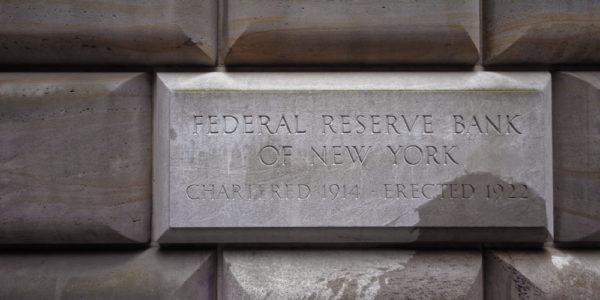 FEDERAL RESERVE BANK
OF NEW YORK
CHARTERED 1914 · ERECTED 1922